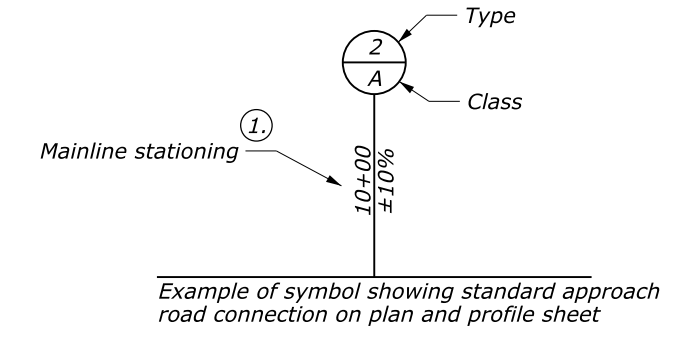 Type
2
A
Class
1.
Mainline stationing
10+00
±10%
Example of symbol showing standard approach
road connection on plan and profile sheet